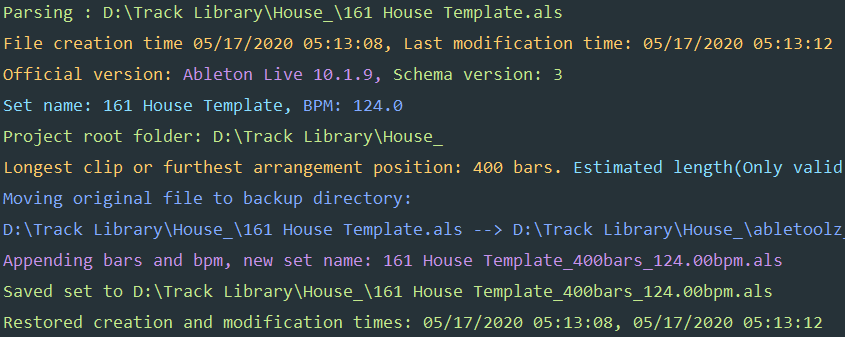 Parsing : D:\Track Library\House_\161 House Template.als
File creation time 05/17/2020 05:13:08, Last modification time: 05/17/2020 05:13:12
Official version: Ableton Live 10.1.9, Schema version: 3
Set name: 161 House Template, BPM: 124.0
Project root folder: D:\Track Library\House_
Longest clip or furthest arrangement position: 400 bars. Estimated length(Only valid
Moving original file to backup directory:
D:\Track Library\House_\161 House Template.als --> D:\Track Library\House_\abletoolz_
Appending bars and bpm, new set name: 161 House Template_400bars_124.00bpm.als
Saved set to D:\Track Library\House_\161 House Template_400bars_124.00bpm.als
Restored creation and modification times: 05/17/2020 05:13:08, 05/17/2020 05:13:12